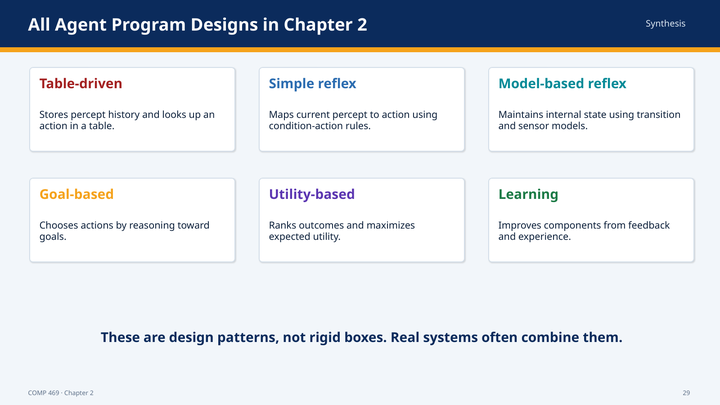 All Agent Program Designs in Chapter 2
Synthesis
Table-driven
Stores percept history and looks up an
action in a table.
Simple reflex
Maps current percept to action using
condition-action rules.
Model-based reflex
Maintains internal state using transition
and sensor models.
Goal-based
Chooses actions by reasoning toward
goals.
Utility-based
Ranks outcomes and maximizes
expected utility.
Learning
Improves components from feedback
and experience.
These are design patterns, not rigid boxes. Real systems often combine them.
COMP 469 · Chapter 2
29